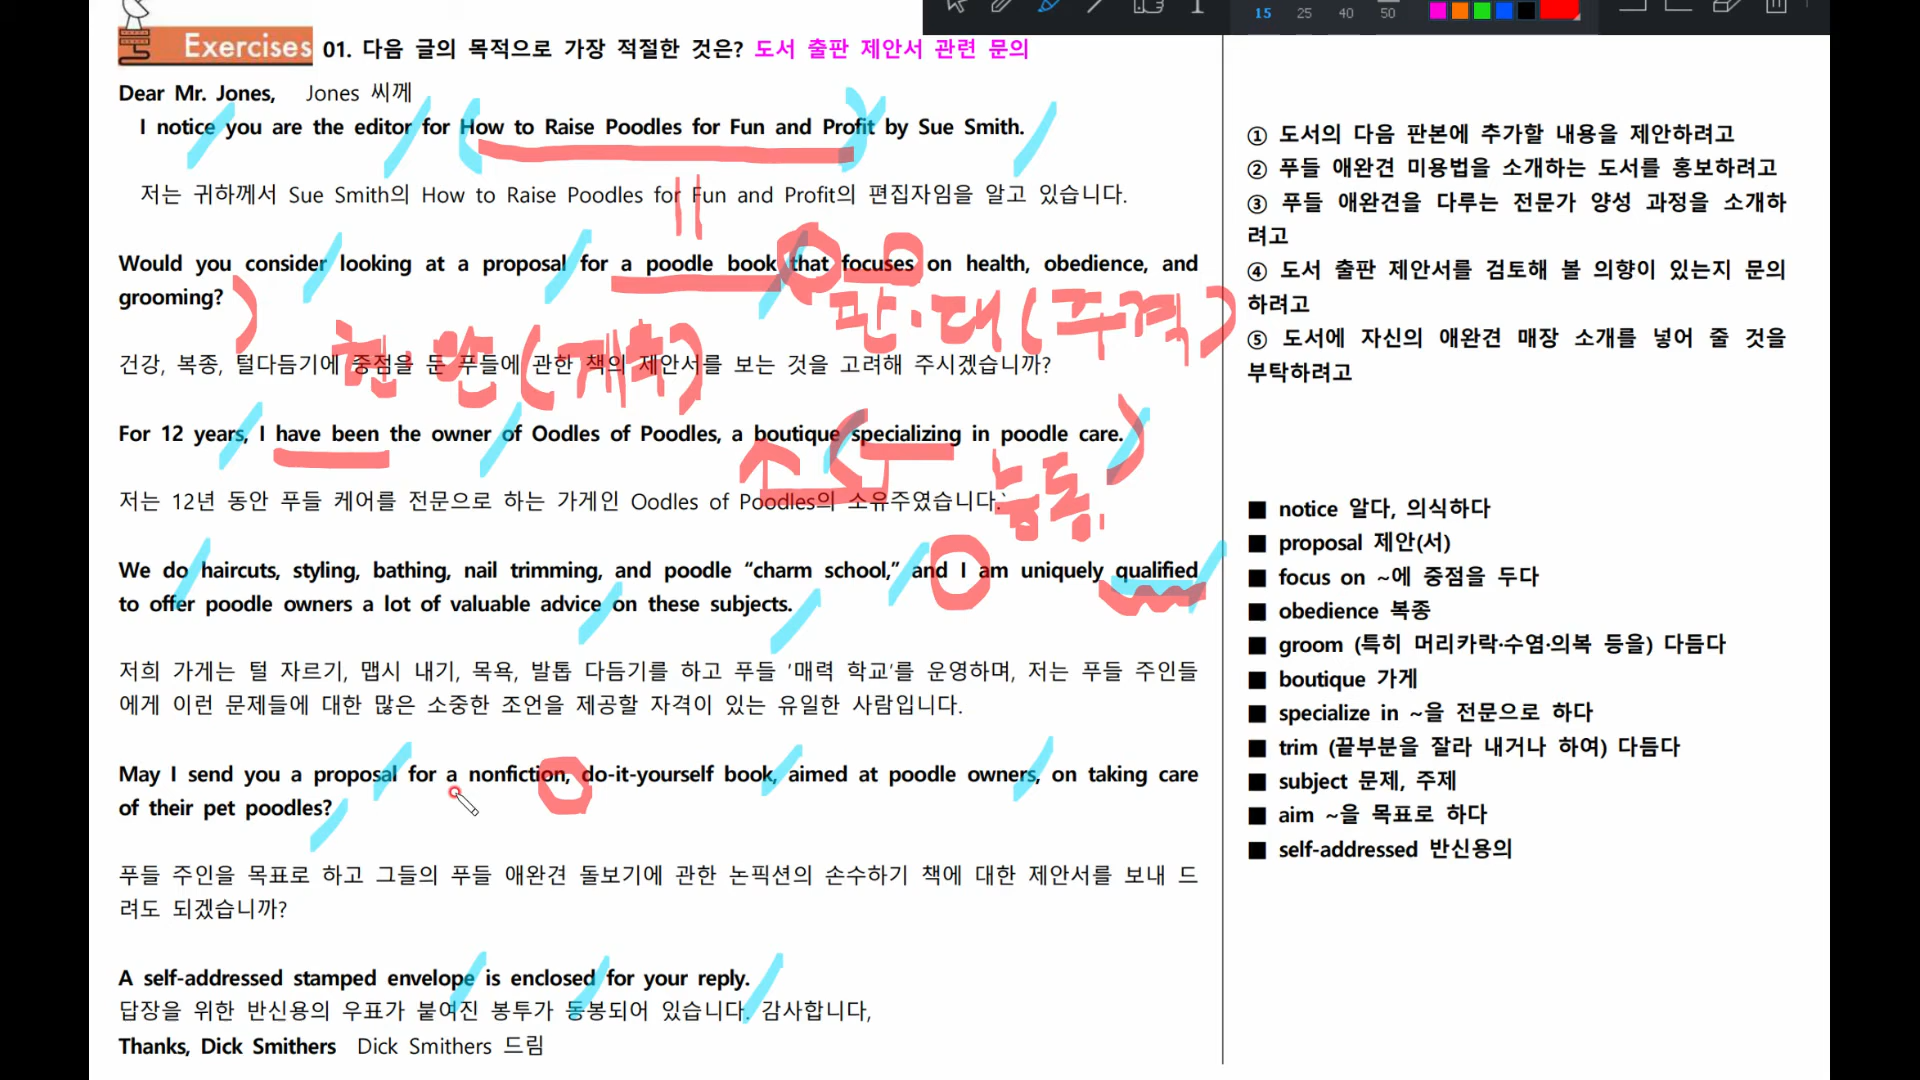 15 25 40 50
Exercises 01. 다음 글의 목적으로 가장 적절한 것은? 도서 출판 제안서 관련 문의
Dear Mr. Jones, Jones 씨께
I notice you are the editor for How to Raise Poodles for Fun and Profit by Sue Smith.
저는 귀하께서 Sue Smith의 How to Raise Poodles for Fun and Profit의 편집자임을 알고 있습니다.
Would you consider looking at a proposal for a poodle book that focuses on health, obedience, and
grooming?
관·대(주격)
현·완(계속)
건강, 복종, 털다듬기에 중점을 둔 푸들에 관한 책의 제안서를 보는 것을 고려해 주시겠습니까?
For 12 years, I have been the owner of Oodles of Poodles, a boutique specializing in poodle care.
능동
저는 12년 동안 푸들 케어를 전문으로 하는 가게인 Oodles of Poodles의 소유주였습니다.
We do haircuts, styling, bathing, nail trimming, and poodle “charm school,” and I am uniquely qualified
to offer poodle owners a lot of valuable advice on these subjects.
저희 가게는 털 자르기, 맵시 내기, 목욕, 발톱 다듬기를 하고 푸들 '매력 학교'를 운영하며, 저는 푸들 주인들
에게 이런 문제들에 대한 많은 소중한 조언을 제공할 자격이 있는 유일한 사람입니다.
May I send you a proposal for a nonfiction, do-it-yourself book, aimed at poodle owners, on taking care
of their pet poodles?
푸들 주인을 목표로 하고 그들의 푸들 애완견 돌보기에 관한 논픽션의 손수하기 책에 대한 제안서를 보내 드
려도 되겠습니까?
A self-addressed stamped envelope is enclosed for your reply.
답장을 위한 반신용의 우표가 붙여진 봉투가 동봉되어 있습니다. 감사합니다,
Thanks, Dick Smithers Dick Smithers 드림
① 도서의 다음 판본에 추가할 내용을 제안하려고
② 푸들 애완견 미용법을 소개하는 도서를 홍보하려고
③ 푸들 애완견을 다루는 전문가 양성 과정을 소개하
려고
④ 도서 출판 제안서를 검토해 볼 의향이 있는지 문의
하려고
⑤ 도서에 자신의 애완견 매장 소개를 넣어 줄 것을
부탁하려고
■ notice 알다, 의식하다
■ proposal 제안(서)
■ focus on ~에 중점을 두다
■ obedience 복종
■ groom (특히 머리카락·수염·의복 등을) 다듬다
■ boutique 가게
■ specialize in ~을 전문으로 하다
■ trim (끝부분을 잘라 내거나 하여) 다듬다
■ subject 문제, 주제
■ aim ~을 목표로 하다
■ self-addressed 반신용의